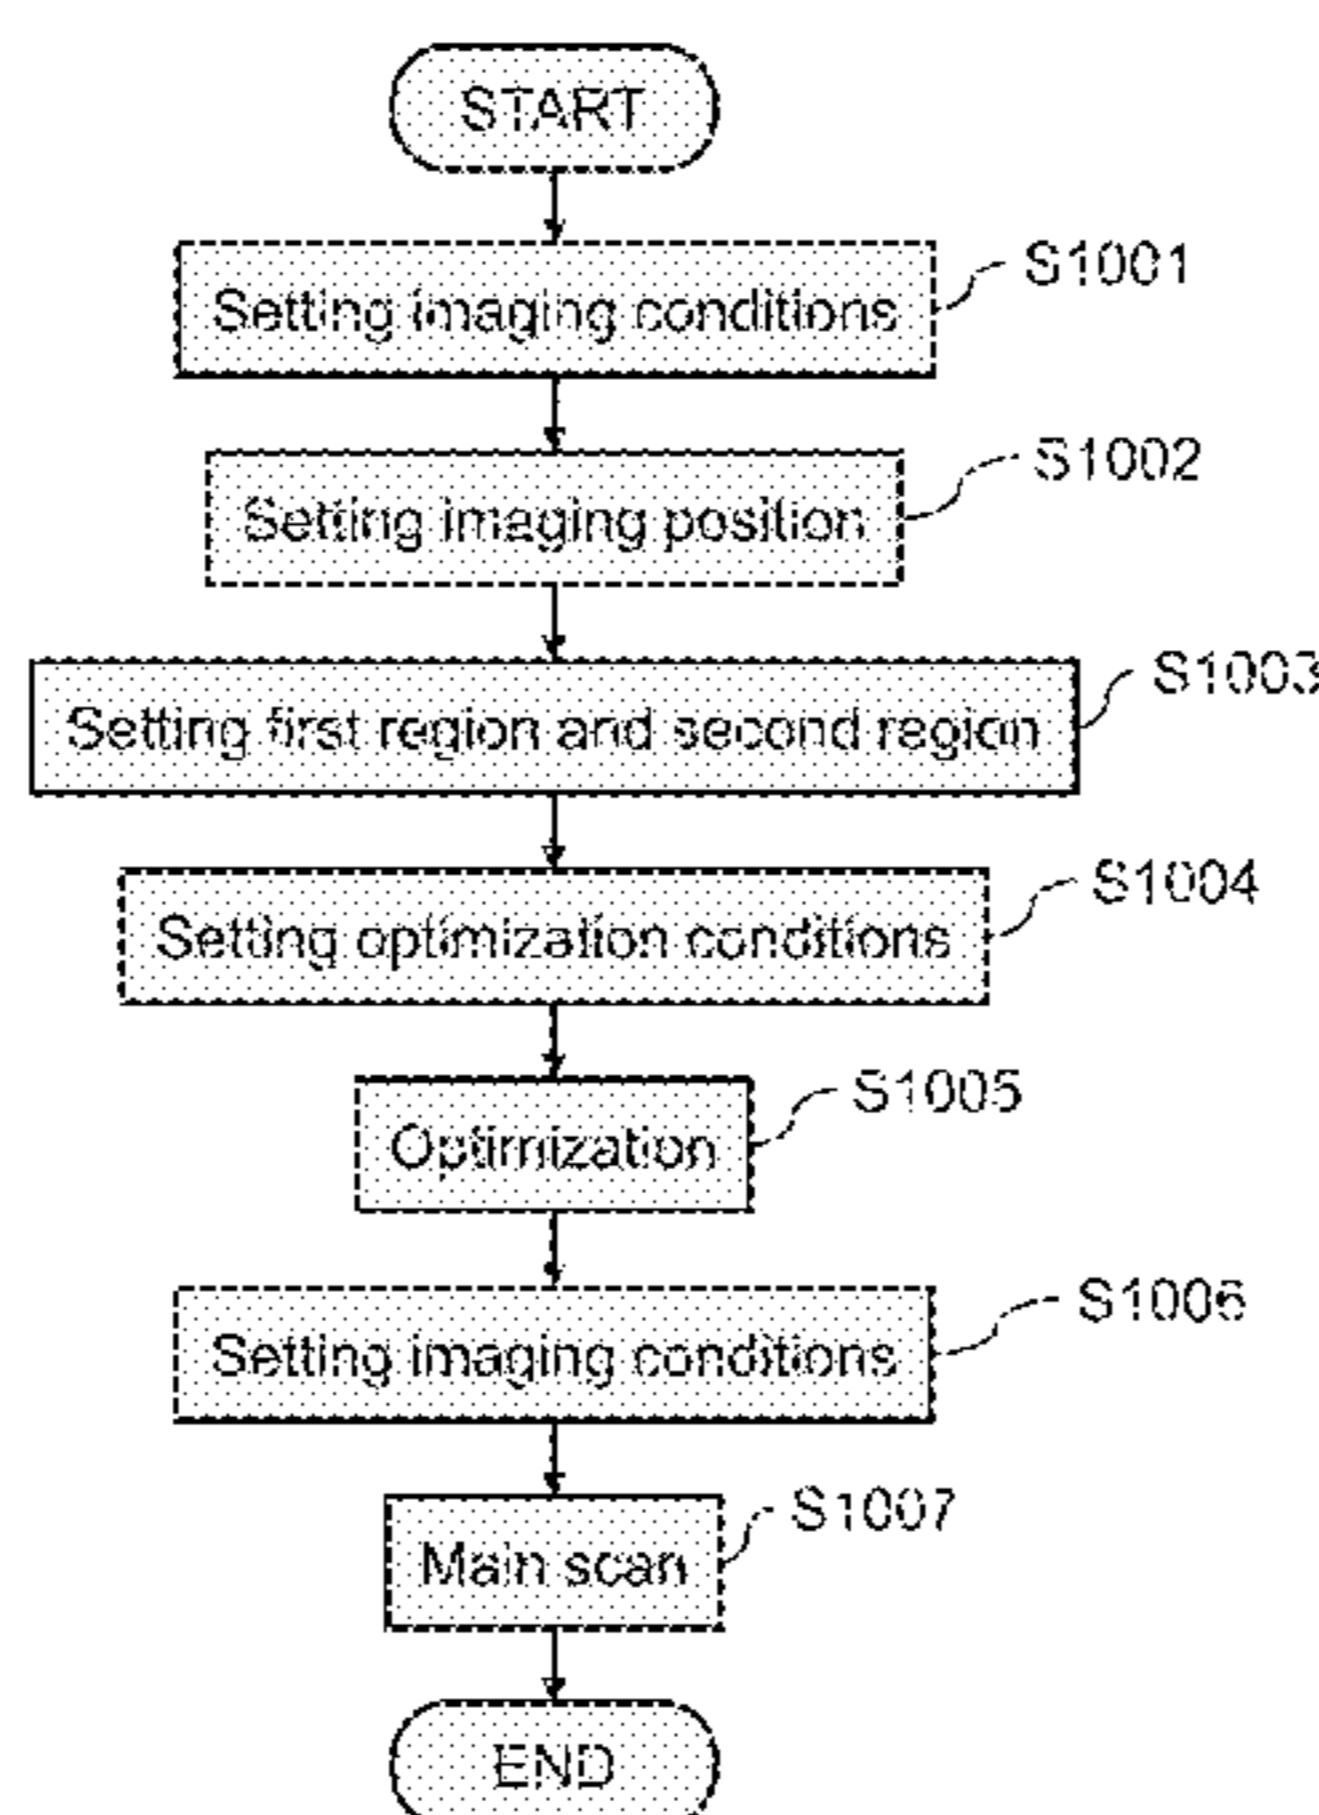 START
Setting imaging conditions
S1001
Setting imaging position
S1002
Setting first region and second region
S1003
Setting optimization conditions
S1004
Optimization
S1005
Setting imaging conditions
S1006
Main scan
S1007
END